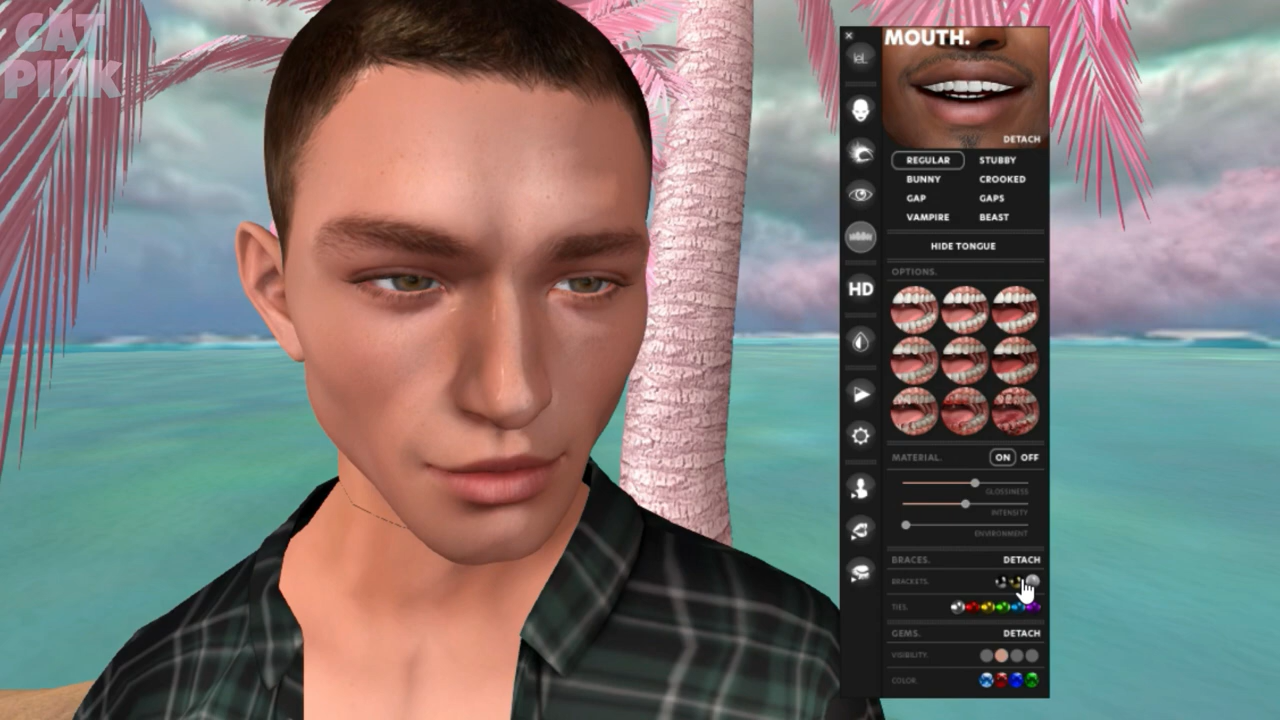 CAT
PINK
MOUTH.
DETACH
REGULAR STUBBY
BUNNY CROOKED
GAP GAPS
VAMPIRE BEAST
HIDE TONGUE
OPTIONS.
HD
MATERIAL. ON OFF
GLOSSINESS
INTENSITY
ENVIRONMENT
BRACES. DETACH
BRACKETS.
TIES.
GEMS. DETACH
VISIBILITY.
COLOR.